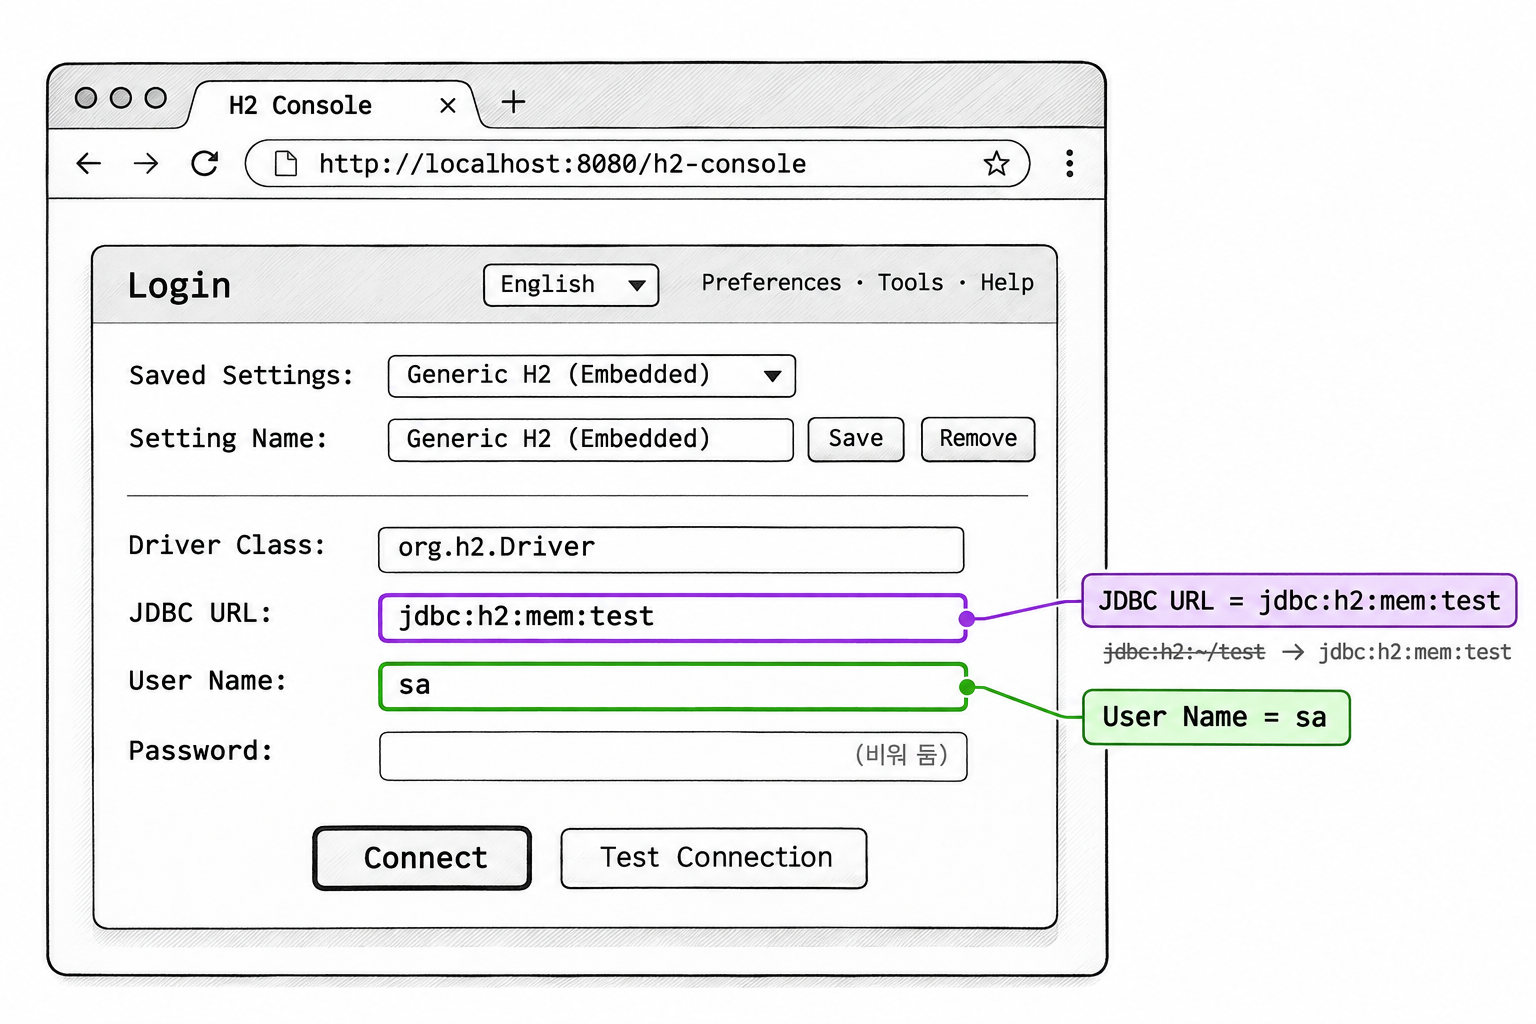 H2 Console
http://localhost:8080/h2-console
Login
English
Preferences · Tools · Help
Saved Settings: Generic H2 (Embedded)
Setting Name: Generic H2 (Embedded) Save Remove
Driver Class: org.h2.Driver
JDBC URL: jdbc:h2:mem:test
JDBC URL = jdbc:h2:mem:test
jdbc:h2:~/test → jdbc:h2:mem:test
User Name: sa
User Name = sa
Password: (비워 둠)
Connect Test Connection